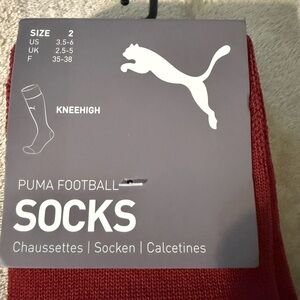 SIZE 2
US 3.5-6
UK 2.5-5
F 35-38
KNEEHIGH
PUMA FOOTBALL
SOCKS
Chaussettes | Socken | Calcetines